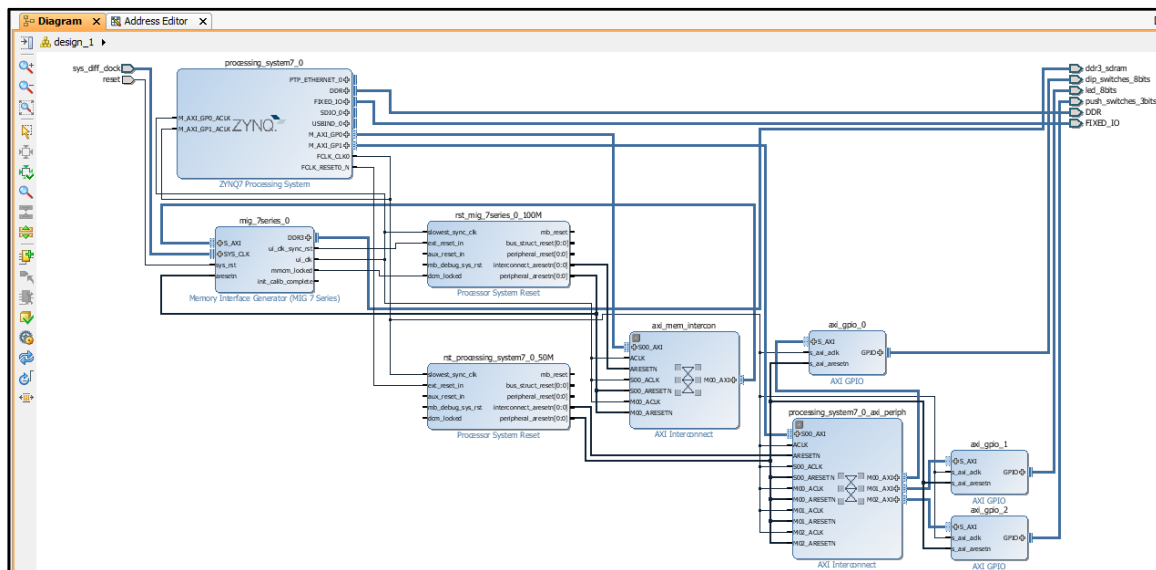 Diagram
Address Editor
design_1
sys_diff_clock
reset
processing_system7_0
PTP_ETHERNET_0
DDR
FIXED_IO
SDIO_0
USBIND_0
M_AXI_GP0
M_AXI_GP1
FCLK_CLK0
FCLK_RESET0_N
M_AXI_GP0_ACLK
M_AXI_GP1_ACLK
ZYNQ
ZYNQ7 Processing System
ddr3_sdram
dip_switches_8bits
led_8bits
push_switches_3bits
DDR
FIXED_IO
mig_7series_0
S_AXI
SYS_CLK
sys_rst
aresetn
DDR3
ui_clk_sync_rst
ui_clk
mmcm_locked
init_calib_complete
Memory Interface Generator (MIG 7 Series)
rst_mig_7series_0_100M
slowest_sync_clk
ext_reset_in
aux_reset_in
mb_debug_sys_rst
dcm_locked
mb_reset
bus_struct_reset[0:0]
peripheral_reset[0:0]
interconnect_aresetn[0:0]
peripheral_aresetn[0:0]
Processor System Reset
rst_processing_system7_0_50M
slowest_sync_clk
ext_reset_in
aux_reset_in
mb_debug_sys_rst
dcm_locked
mb_reset
bus_struct_reset[0:0]
peripheral_reset[0:0]
interconnect_aresetn[0:0]
peripheral_aresetn[0:0]
Processor System Reset
axi_mem_intercon
S00_AXI
ACLK
ARESETN
S00_ACLK
S00_ARESETN
M00_ACLK
M00_ARESETN
M00_AXI
AXI Interconnect
axi_gpio_0
S_AXI
s_axi_aclk
s_axi_aresetn
GPIO
AXI GPIO
processing_system7_0_axi_periph
S00_AXI
ACLK
ARESETN
S00_ACLK
S00_ARESETN
M00_ACLK
M00_ARESETN
M01_ACLK
M01_ARESETN
M02_ACLK
M02_ARESETN
M00_AXI
M01_AXI
M02_AXI
AXI Interconnect
axi_gpio_1
S_AXI
s_axi_aclk
s_axi_aresetn
GPIO
AXI GPIO
axi_gpio_2
S_AXI
s_axi_aclk
s_axi_aresetn
GPIO
AXI GPIO